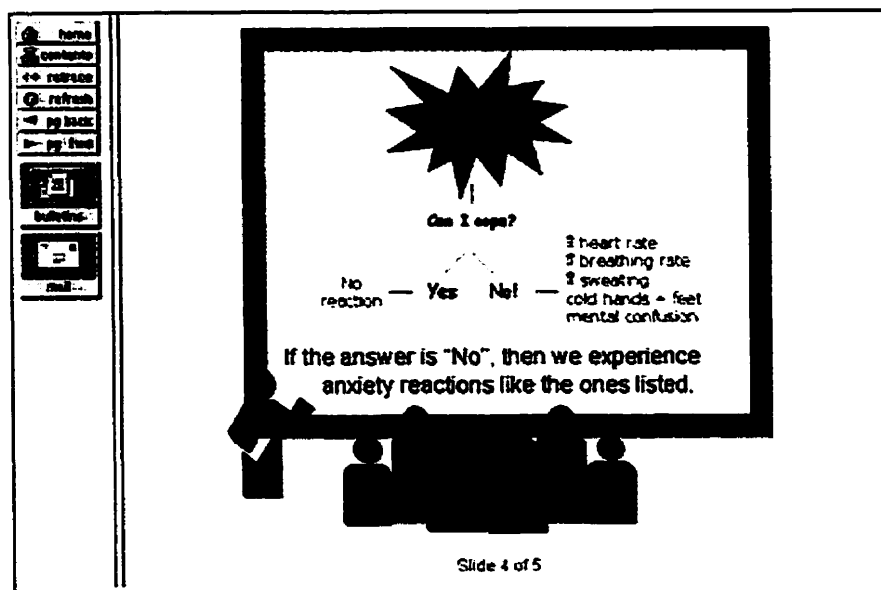 home
contents
retrace
refresh
pg back
pg fwd
bulletins
mail
Can I cope?
heart rate
breathing rate
sweating
cold hands + feet
mental confusion
No
reaction
Yes
No!
If the answer is "No", then we experience
anxiety reactions like the ones listed.
Slide 4 of 5